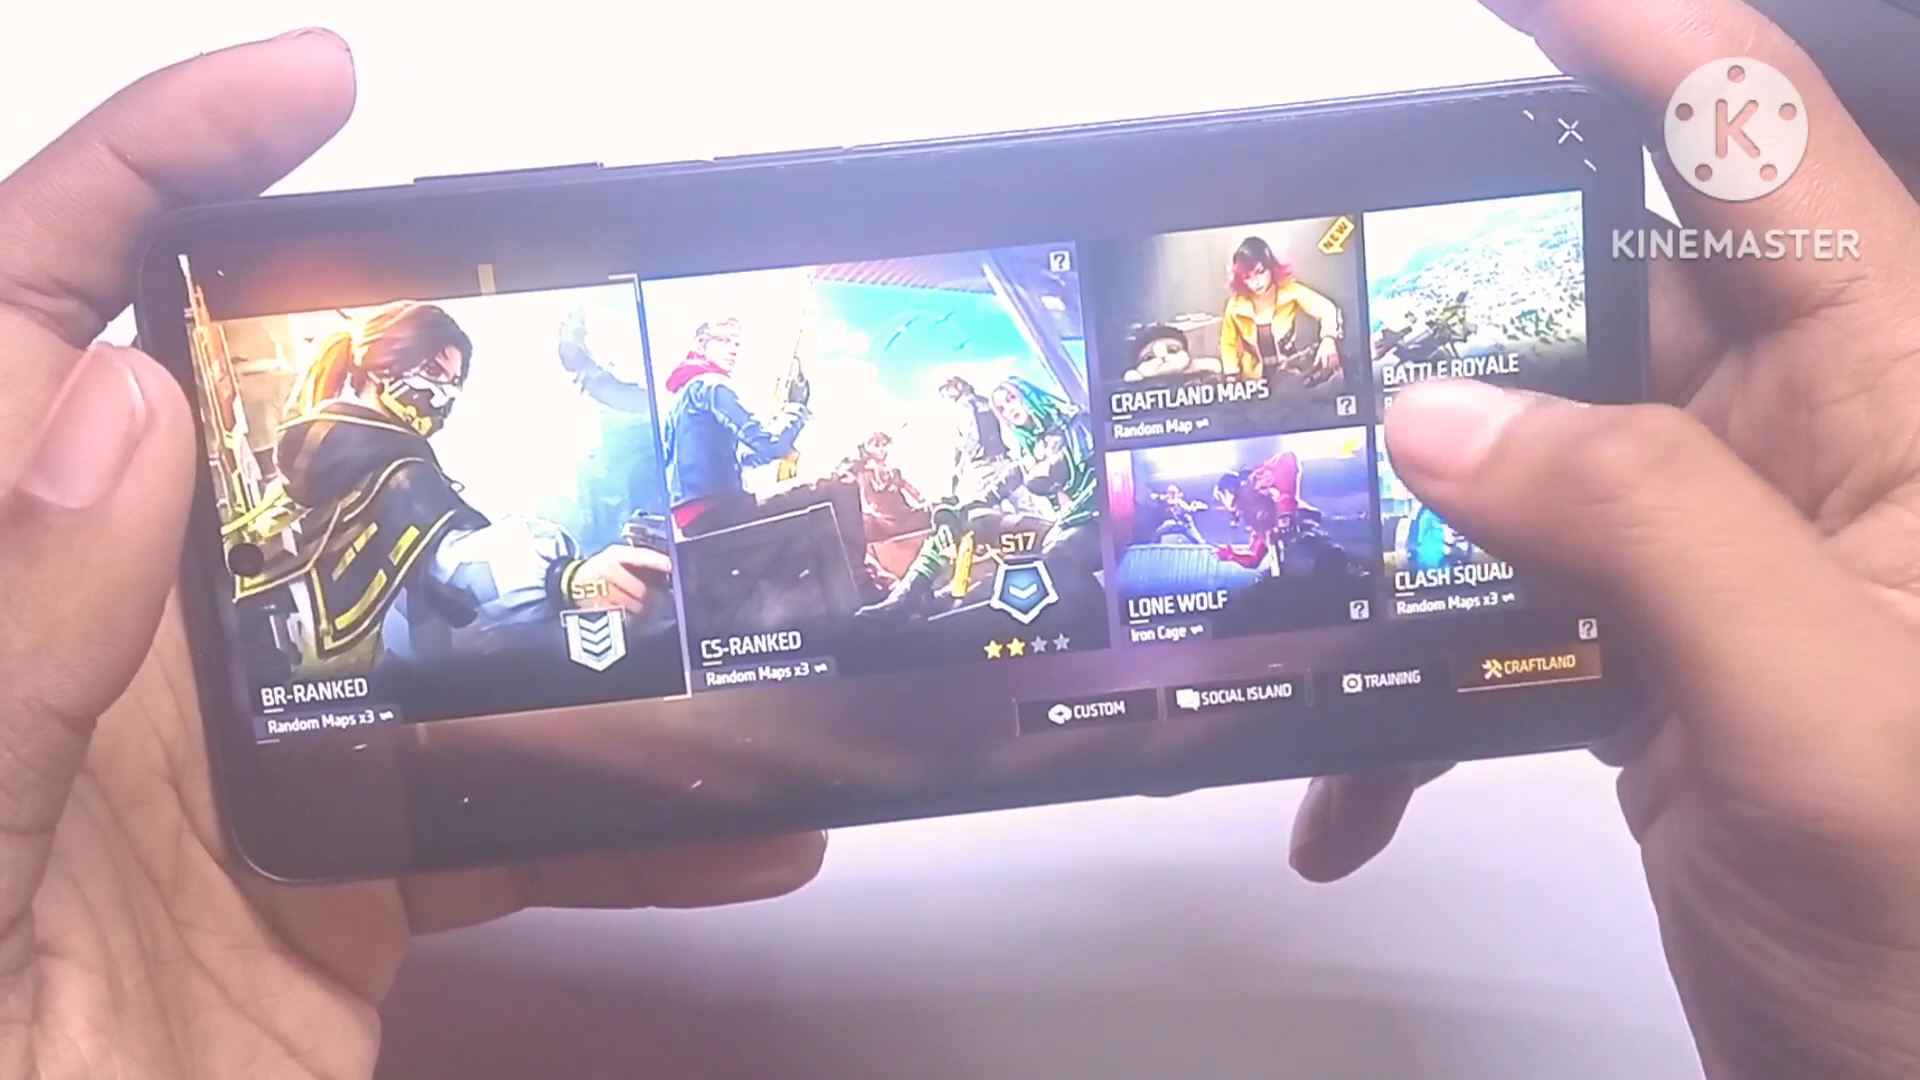 K
KINEMASTER
NEW
S31
BR-RANKED
Random Maps x3
?
S17
CS-RANKED
Random Maps x3
CRAFTLAND MAPS
Random Map
?
BATTLE ROYALE
LONE WOLF
Iron Cage
?
CLASH SQUAD
Random Maps x3
?
CUSTOM
SOCIAL ISLAND
TRAINING
CRAFTLAND